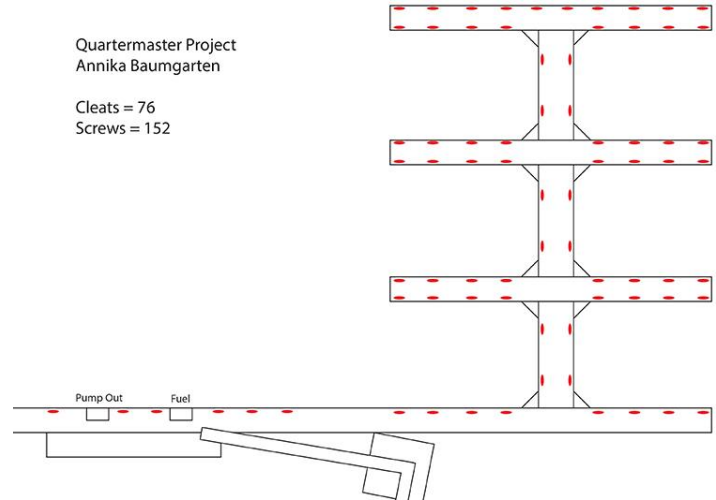 Quartermaster Project
Annika Baumgarten
Cleats = 76
Screws = 152
Pump Out
Fuel